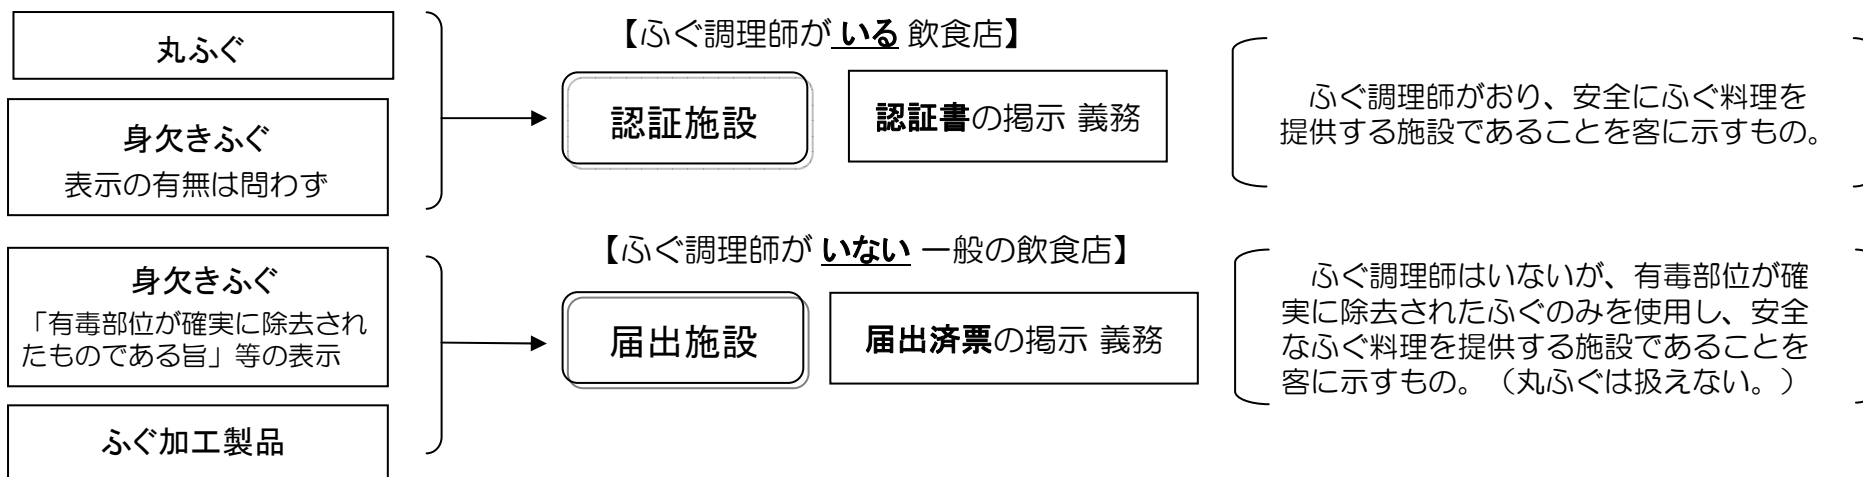 丸ふぐ
身欠きふぐ
表示の有無は問わず
【ふぐ調理師が いる 飲食店】
認証施設
認証書の掲示 義務
ふぐ調理師がおり、安全にふぐ料理を
提供する施設であることを客に示すもの。
身欠きふぐ
「有毒部位が確実に除去され
たものである旨」等の表示
ふぐ加工製品
【ふぐ調理師が いない 一般の飲食店】
届出施設
届出済票の掲示 義務
ふぐ調理師はいないが、有毒部位が確
実に除去されたふぐのみを使用し、安全
なふぐ料理を提供する施設であることを
客に示すもの。（丸ふぐは扱えない。）